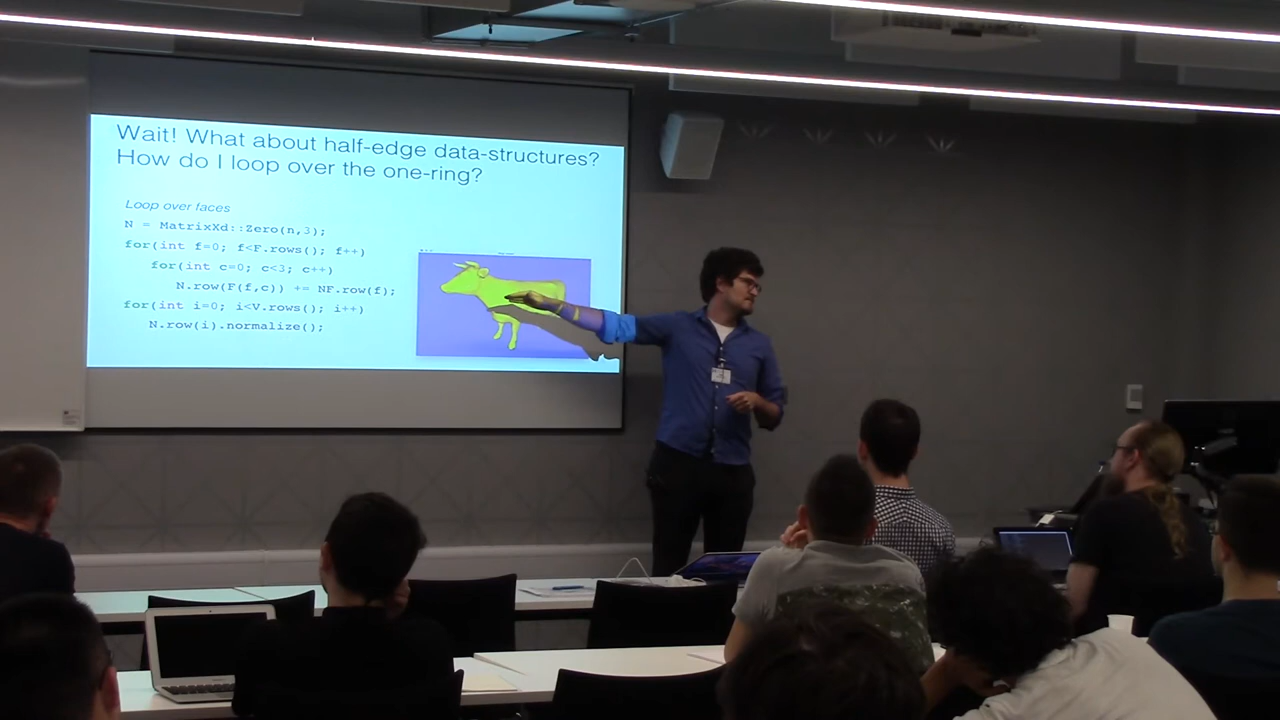 Wait! What about half-edge data-structures?
How do I loop over the one-ring?
Loop over faces
N = MatrixXd::Zero(n,3);
for(int f=0; f<F.rows(); f++)
for(int c=0; c<3; c++)
N.row(F(f,c)) += NF.row(f);
for(int i=0; i<V.rows(); i++)
N.row(i).normalize();